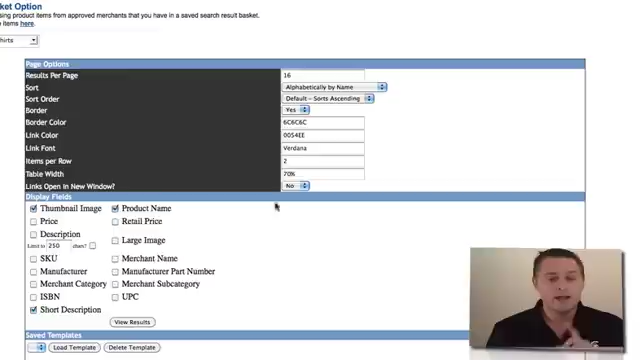 ket Option
sing product items from approved merchants that you have in a saved search result basket.
e items here.
hirts
Page Options
Results Per Page 16
Sort Alphabetically by Name
Sort Order Default - Sorts Ascending
Border Yes
Border Color 6C6C6C
Link Color 0054EE
Link Font Verdana
Items per Row 2
Table Width 70%
Links Open in New Window? No
Display Fields
Thumbnail Image Product Name
Price Retail Price
Description
Limit to 250 chars? Large Image
SKU Merchant Name
Manufacturer Manufacturer Part Number
Merchant Category Merchant Subcategory
ISBN UPC
Short Description
View Results
Saved Templates
Load Template Delete Template